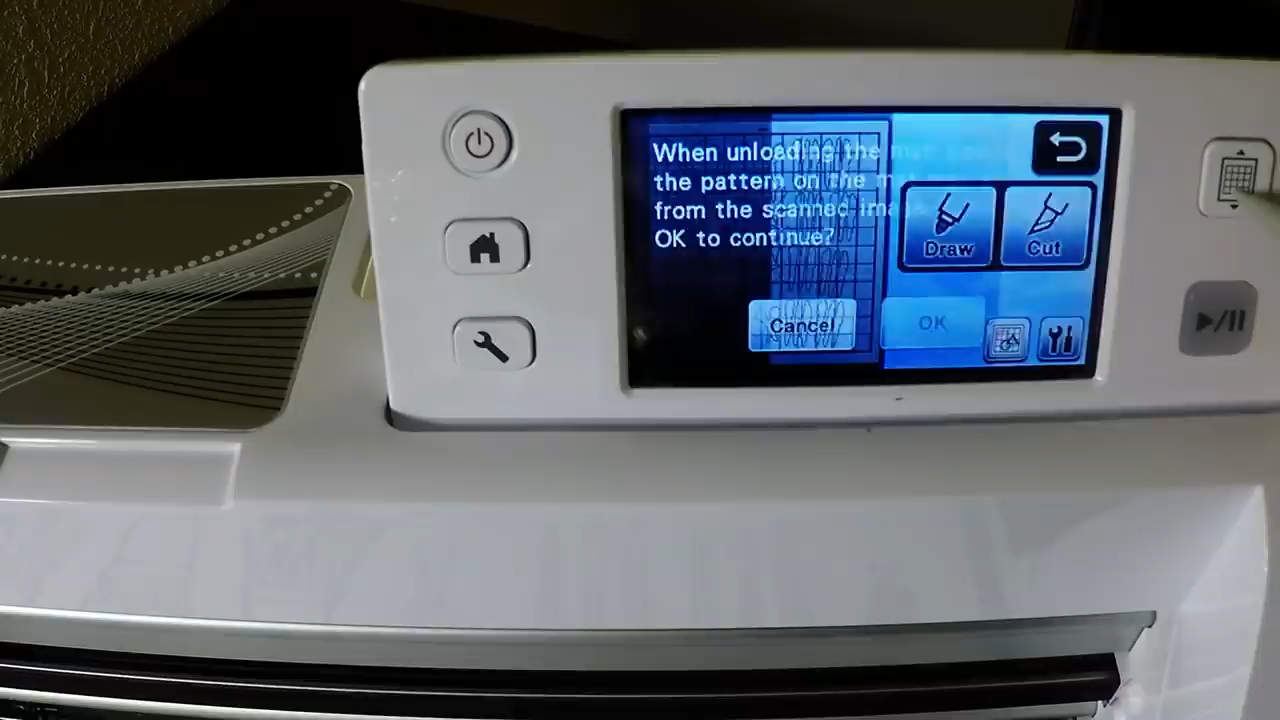 When unloading the
the pattern on the
from the scanned
OK to continue?
Draw
Cut
Cancel
OK